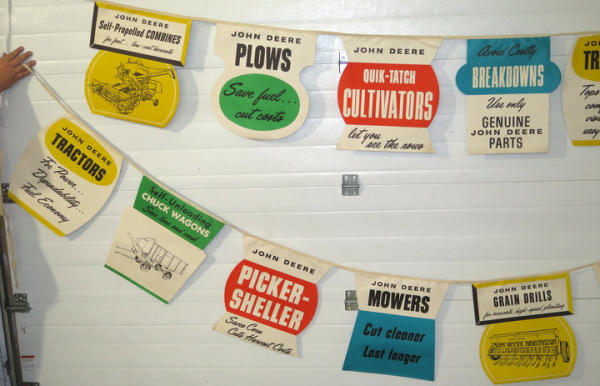 JOHN DEERE
Self-Propelled COMBINES
for fast.. low-cost harvests
JOHN DEERE
PLOWS
Save fuel...
cut costs
JOHN DEERE
QUIK-TATCH
CULTIVATORS
let you
see the rows
Avoid Costly
BREAKDOWNS
Use only
GENUINE
JOHN DEERE
PARTS
JOHN DEERE
TRACTORS
For Power...
Dependability...
Fuel Economy
Self-Unloading
CHUCK WAGONS
JOHN DEERE
PICKER-
SHELLER
Saves Corn
Cuts Harvest Costs
JOHN DEERE
MOWERS
Cut cleaner
Last longer
JOHN DEERE
GRAIN DRILLS
for accurate, high-speed planting